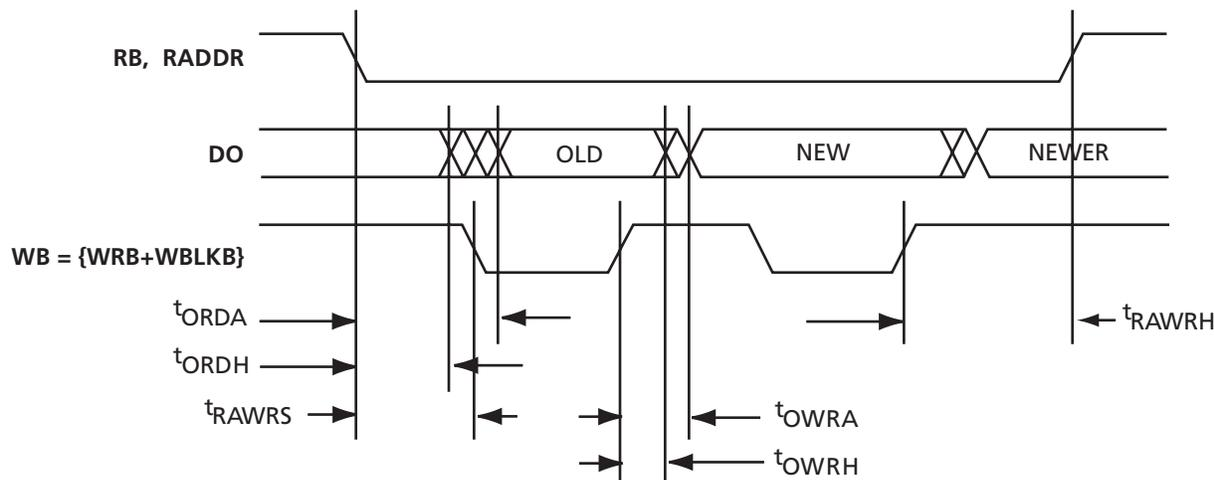 RB, RADDR
DO
OLD
NEW
NEWER
WB = {WRB+WBLKB}
tORDA
tRAWRH
tORDH
tRAWRS
tOWRA
tOWRH